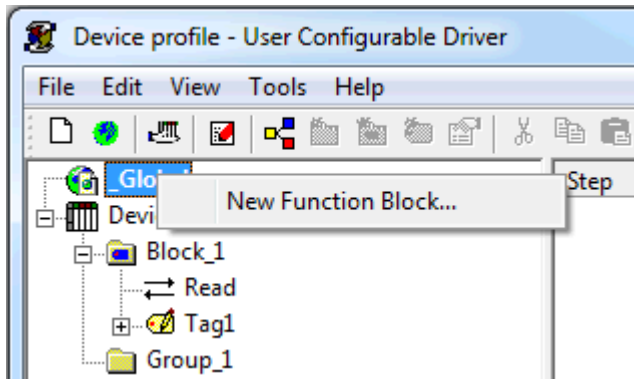 Device profile - User Configurable Driver
File Edit View Tools Help
New Function Block...
Step
Block_1
Read
Tag1
Group_1